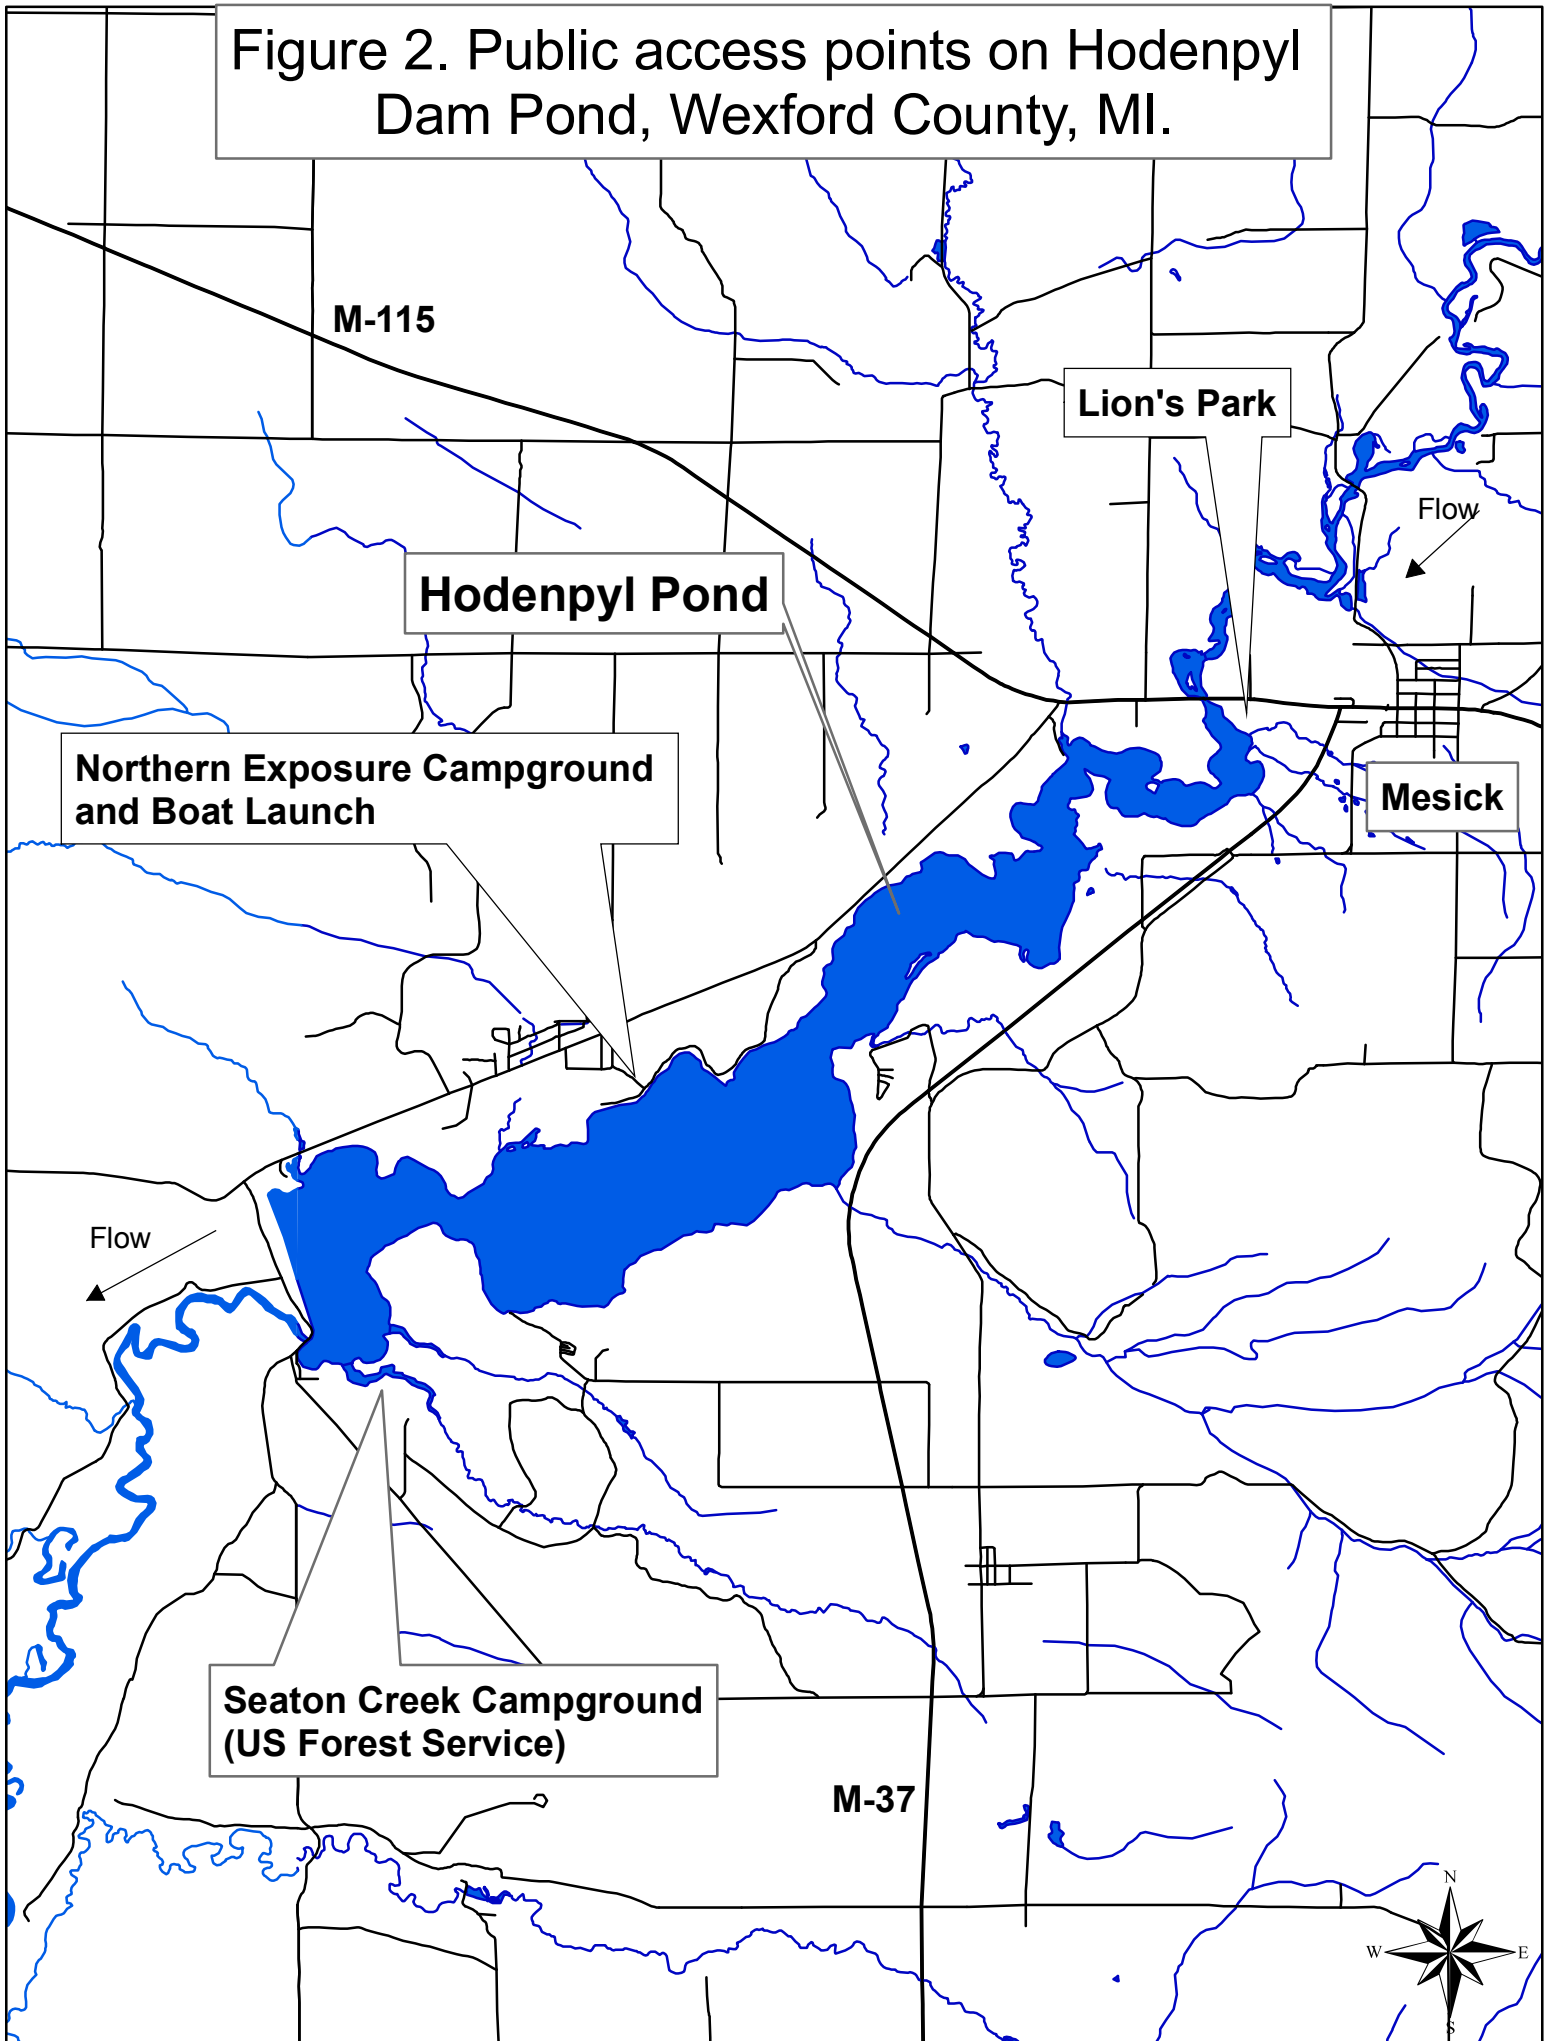 Figure 2. Public access points on Hodenpyl
Dam Pond, Wexford County, MI.
M-115
Lion's Park
Flow
Hodenpyl Pond
Northern Exposure Campground
and Boat Launch
Mesick
Flow
Seaton Creek Campground
(US Forest Service)
M-37
N
W
E
S